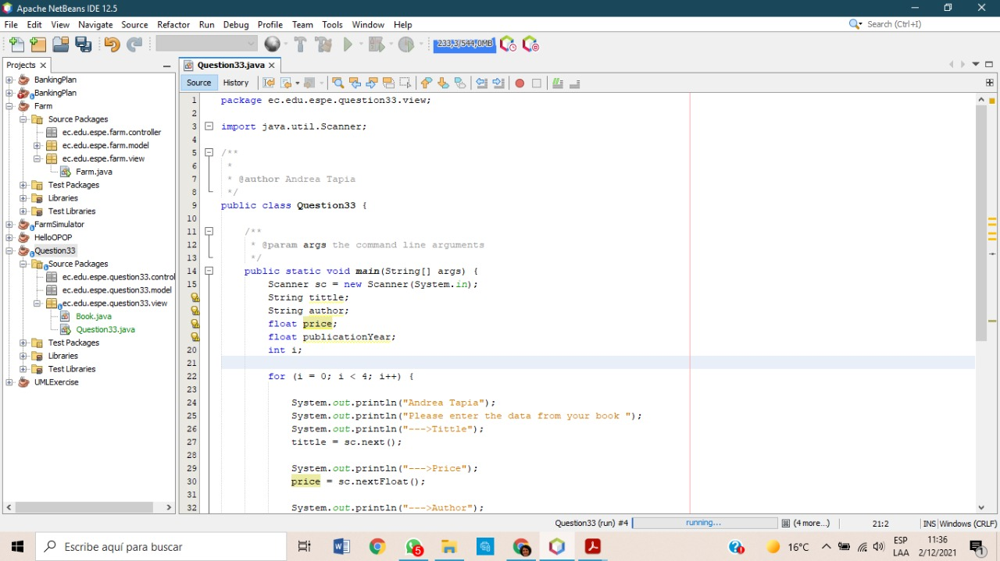 Apache NetBeans IDE 12.5
File Edit View Navigate Source Refactor Run Debug Profile Team Tools Window Help
Search (Ctrl+I)
233,3/544,0MB
Projects
Question33.java
Source History
BankingPlan
BankingPlan
Farm
Source Packages
ec.edu.espe.farm.controller
ec.edu.espe.farm.model
ec.edu.espe.farm.view
Farm.java
Test Packages
Libraries
Test Libraries
FarmSimulator
HelloOPOP
Question33
Source Packages
ec.edu.espe.question33.control
ec.edu.espe.question33.model
ec.edu.espe.question33.view
Book.java
Question33.java
Test Packages
Libraries
Test Libraries
UMLExercise
1 package ec.edu.espe.question33.view;
2
3 import java.util.Scanner;
4
5 /**
6 *
7 * @author Andrea Tapia
8 */
9 public class Question33 {
10
11 /**
12 * @param args the command line arguments
13 */
14 public static void main(String[] args) {
15 Scanner sc = new Scanner(System.in);
String tittle;
String author;
float price;
float publicationYear;
20 int i;
21
22 for (i = 0; i < 4; i++) {
23
24 System.out.println("Andrea Tapia");
25 System.out.println("Please enter the data from your book ");
26 System.out.println("--->Tittle");
27 tittle = sc.next();
28
29 System.out.println("--->Price");
30 price = sc.nextFloat();
31
32 System.out.println("--->Author");
Question33 (run) #4 running... (4 more...) 21:2 INS Windows (CRLF)
Escribe aquí para buscar
5
16°C
ESP
LAA
11:36
2/12/2021
1